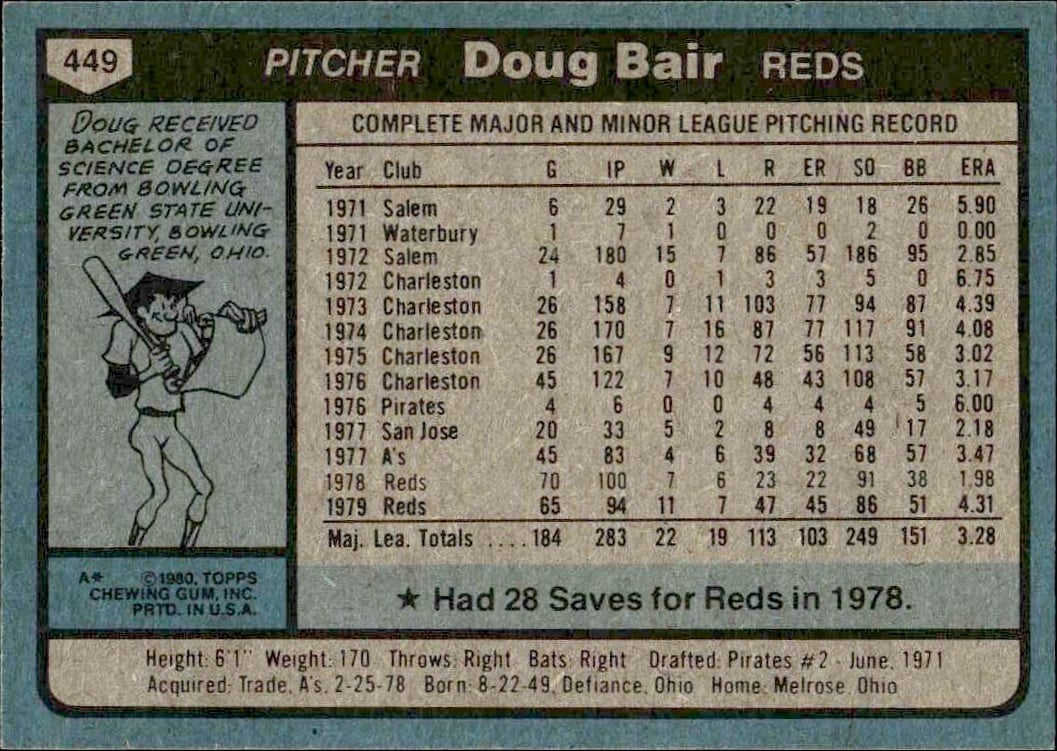 449 PITCHER Doug Bair REDS
DOUG RECEIVED
BACHELOR OF
SCIENCE DEGREE
FROM BOWLING
GREEN STATE UNI-
VERSITY, BOWLING
GREEN, OHIO.
A* ©1980, TOPPS
CHEWING GUM, INC.
PRTD. IN U.S.A.
COMPLETE MAJOR AND MINOR LEAGUE PITCHING RECORD
Year Club G IP W L R ER SO BB ERA
1971 Salem 6 29 2 3 22 19 18 26 5.90
1971 Waterbury 1 7 1 0 0 0 2 0 0.00
1972 Salem 24 180 15 7 86 57 186 95 2.85
1972 Charleston 1 4 0 1 3 3 5 0 6.75
1973 Charleston 26 158 7 11 103 77 94 87 4.39
1974 Charleston 26 170 7 16 87 77 117 91 4.08
1975 Charleston 26 167 9 12 72 56 113 58 3.02
1976 Charleston 45 122 7 10 48 43 108 57 3.17
1976 Pirates 4 6 0 0 4 4 4 5 6.00
1977 San Jose 20 33 5 2 8 8 49 17 2.18
1977 A's 45 83 4 6 39 32 68 57 3.47
1978 Reds 70 100 7 6 23 22 91 38 1.98
1979 Reds 65 94 11 7 47 45 86 51 4.31
Maj. Lea. Totals ....184 283 22 19 113 103 249 151 3.28
★ Had 28 Saves for Reds in 1978.
Height: 6'1" Weight: 170 Throws: Right Bats: Right Drafted: Pirates #2 - June, 1971
Acquired: Trade, A's, 2-25-78 Born: 8-22-49, Defiance, Ohio Home: Melrose, Ohio